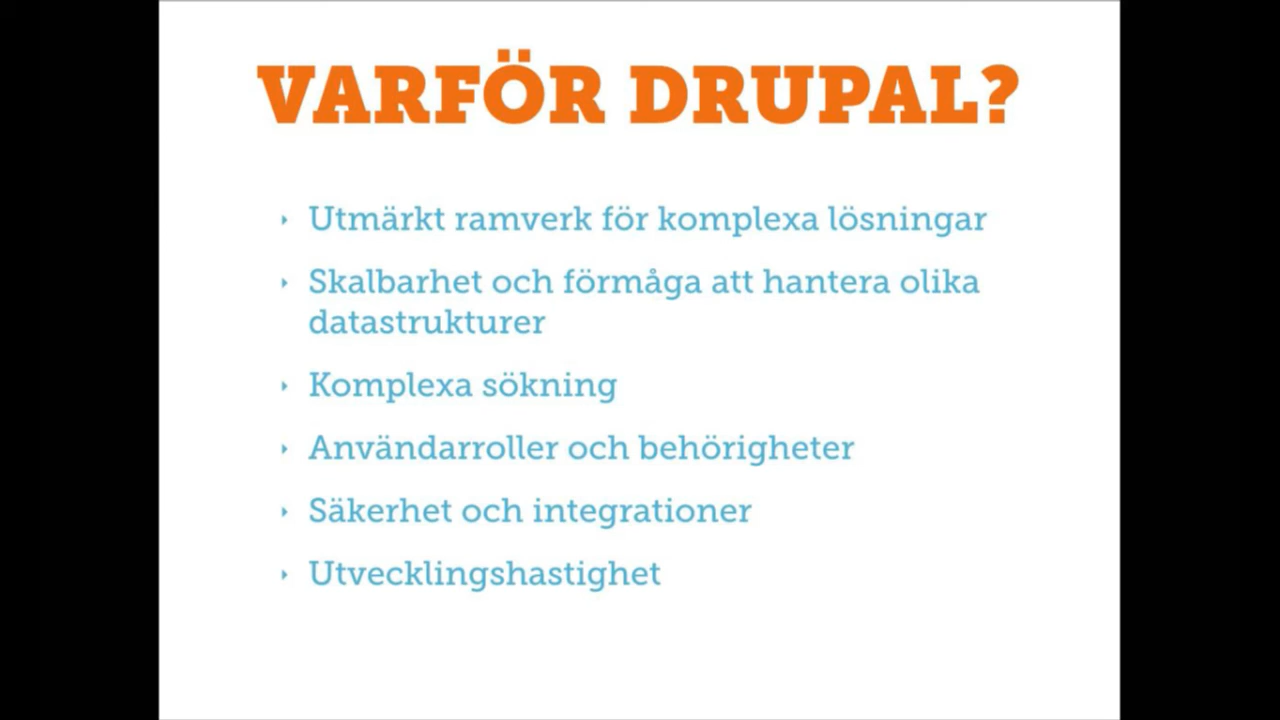 VARFÖR DRUPAL?
‣ Utmärkt ramverk för komplexa lösningar
‣ Skalbarhet och förmåga att hantera olika
datastrukturer
‣ Komplexa sökning
‣ Användarroller och behörigheter
‣ Säkerhet och integrationer
‣ Utvecklingshastighet